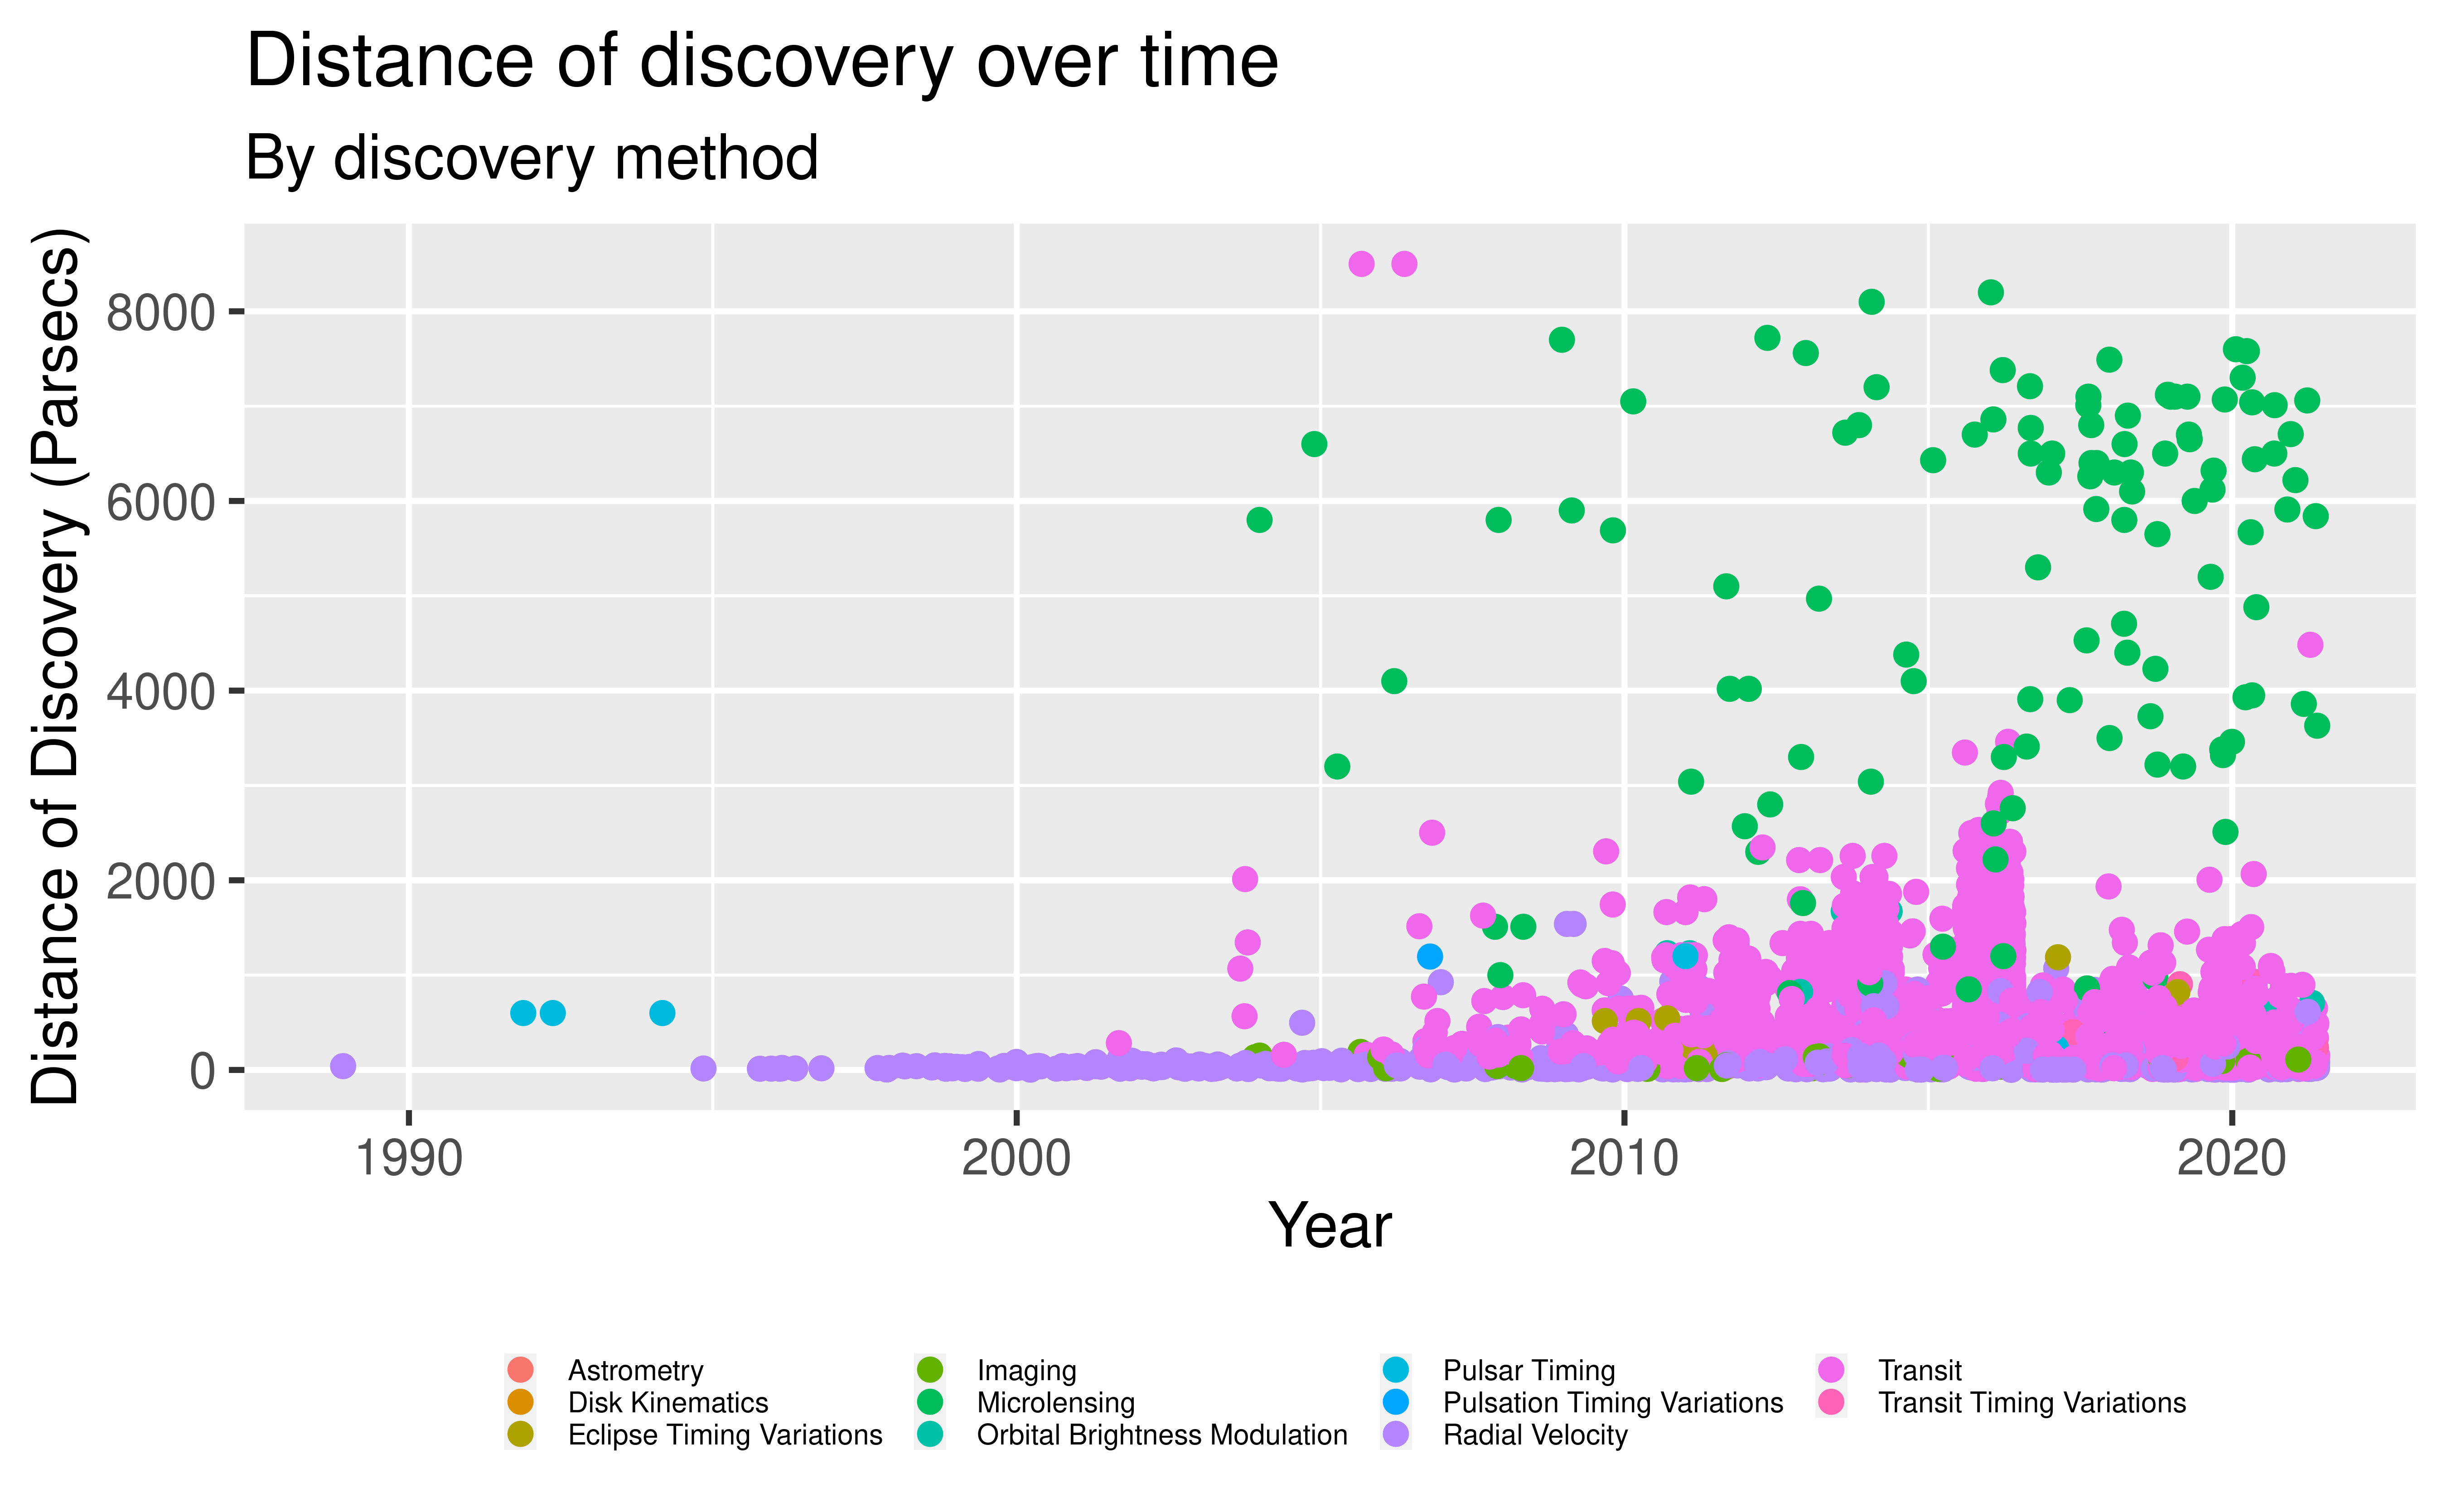 Distance of discovery over time
By discovery method
Distance of Discovery (Parsecs)
8000
6000
4000
2000
0
1990
2000
2010
2020
Year
Astrometry
Disk Kinematics
Eclipse Timing Variations
Imaging
Microlensing
Orbital Brightness Modulation
Pulsar Timing
Pulsation Timing Variations
Radial Velocity
Transit
Transit Timing Variations